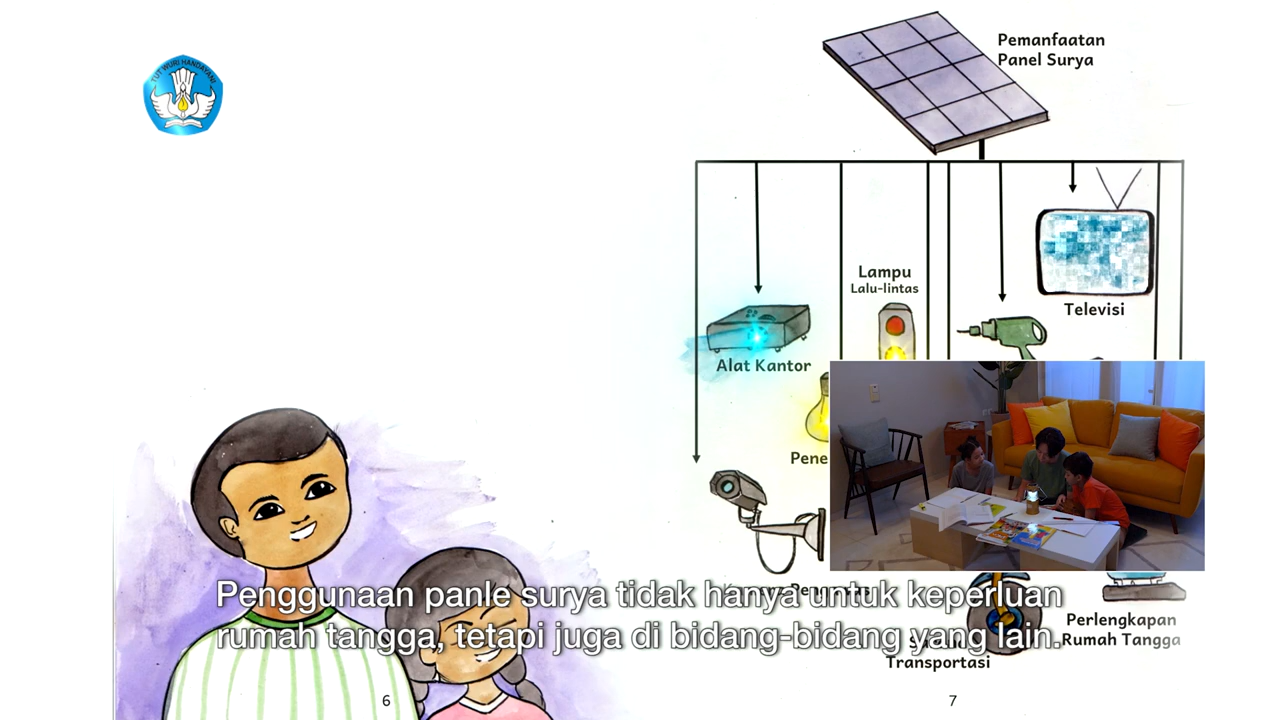 TUT WURI HANDAYANI
Pemanfaatan
Panel Surya
Lampu
Lalu-lintas
Televisi
Alat Kantor
Penggunaan panle surya tidak hanya untuk keperluan
rumah tangga, tetapi juga di bidang-bidang yang lain.
Perlengkapan
Rumah Tangga
Transportasi
6
7